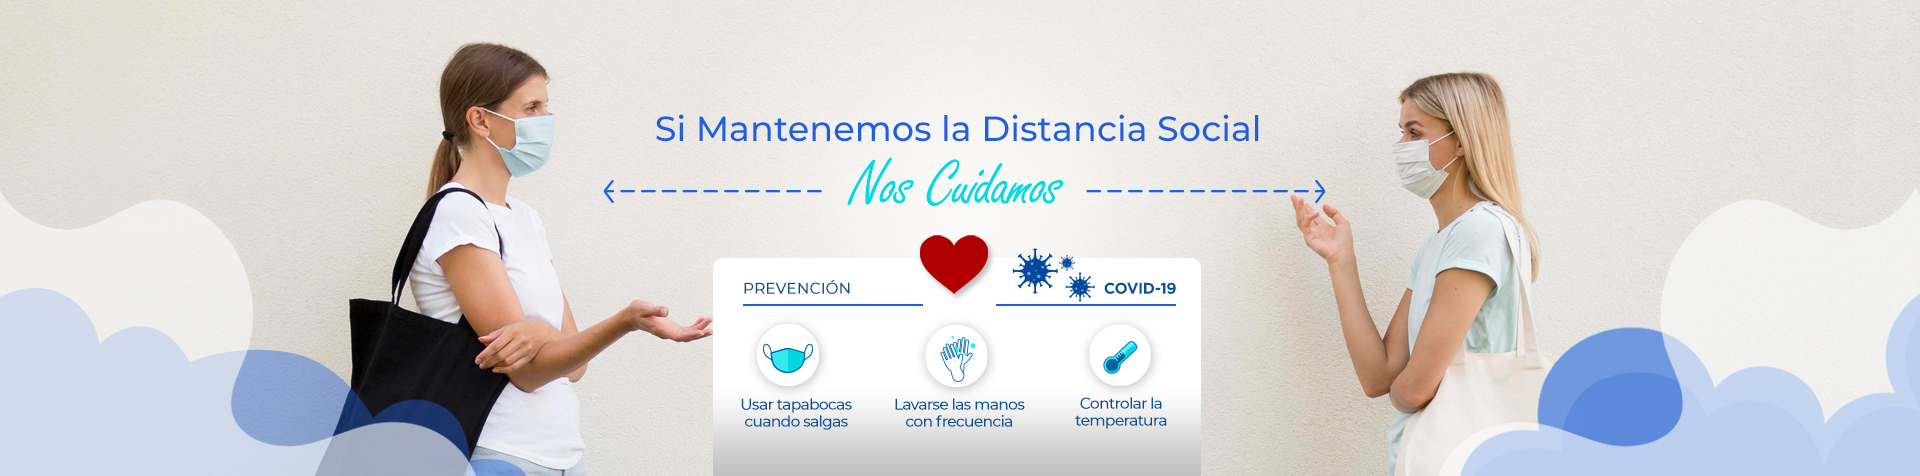 Si Mantenemos la Distancia Social
Nos Cuidamos
PREVENCIÓN
COVID-19
Usar tapabocas
cuando salgas
Lavarse las manos
con frecuencia
Controlar la
temperatura